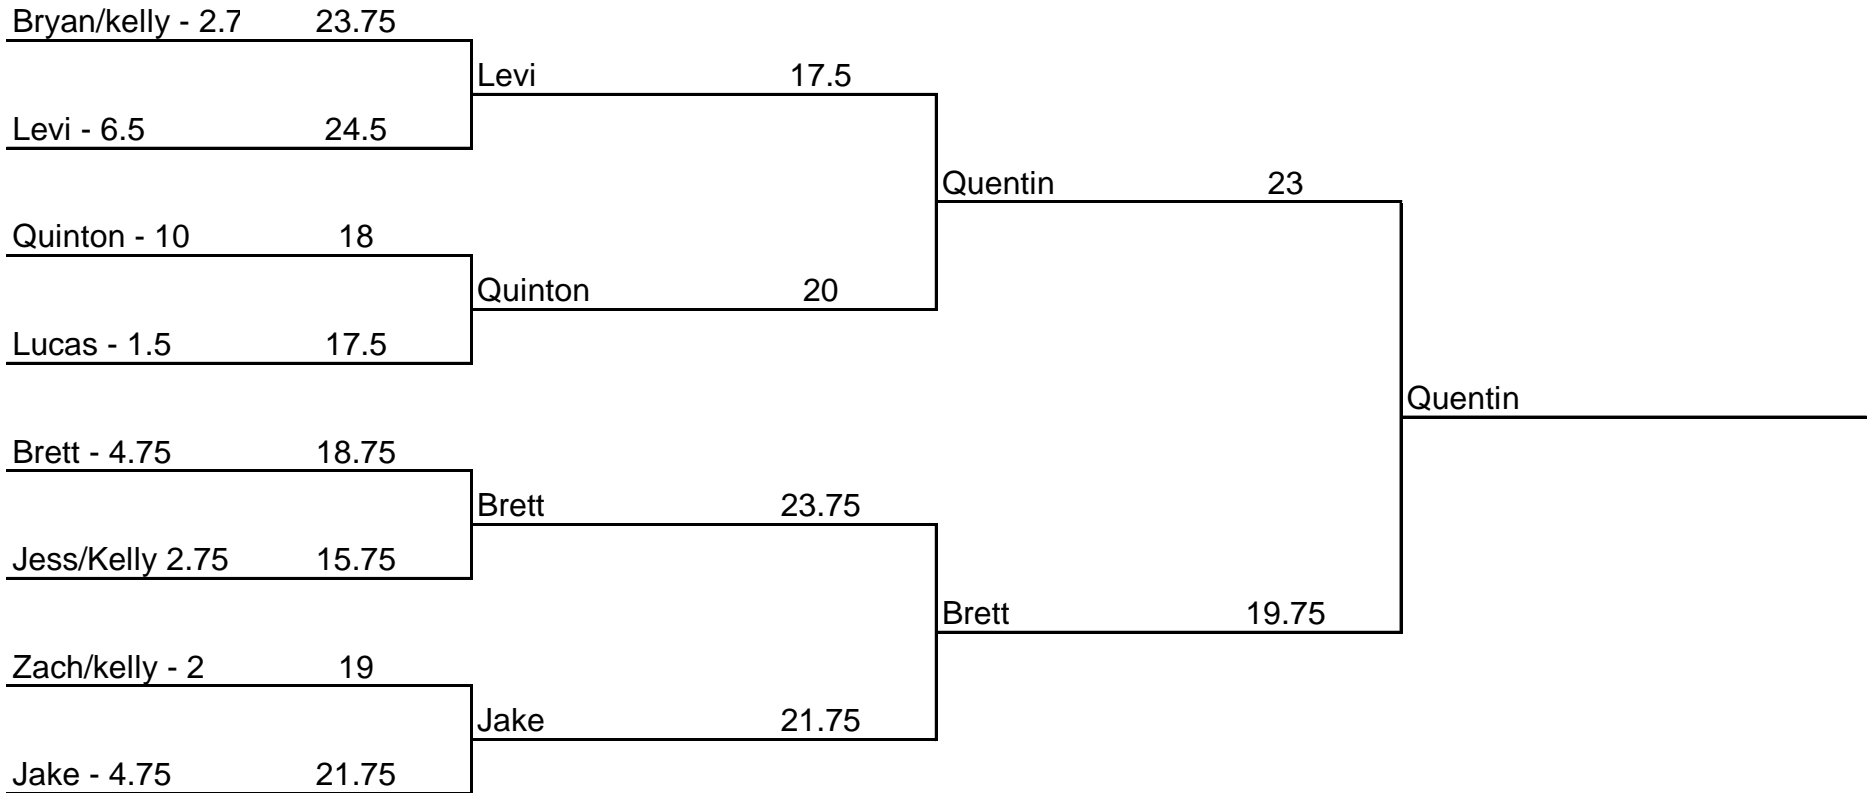 Bryan/kelly - 2.7 23.75
Levi 17.5
Levi - 6.5 24.5
Quentin 23
Quinton - 10 18
Quinton 20
Lucas - 1.5 17.5
Quentin
Brett - 4.75 18.75
Brett 23.75
Jess/Kelly 2.75 15.75
Brett 19.75
Zach/kelly - 2 19
Jake 21.75
Jake - 4.75 21.75